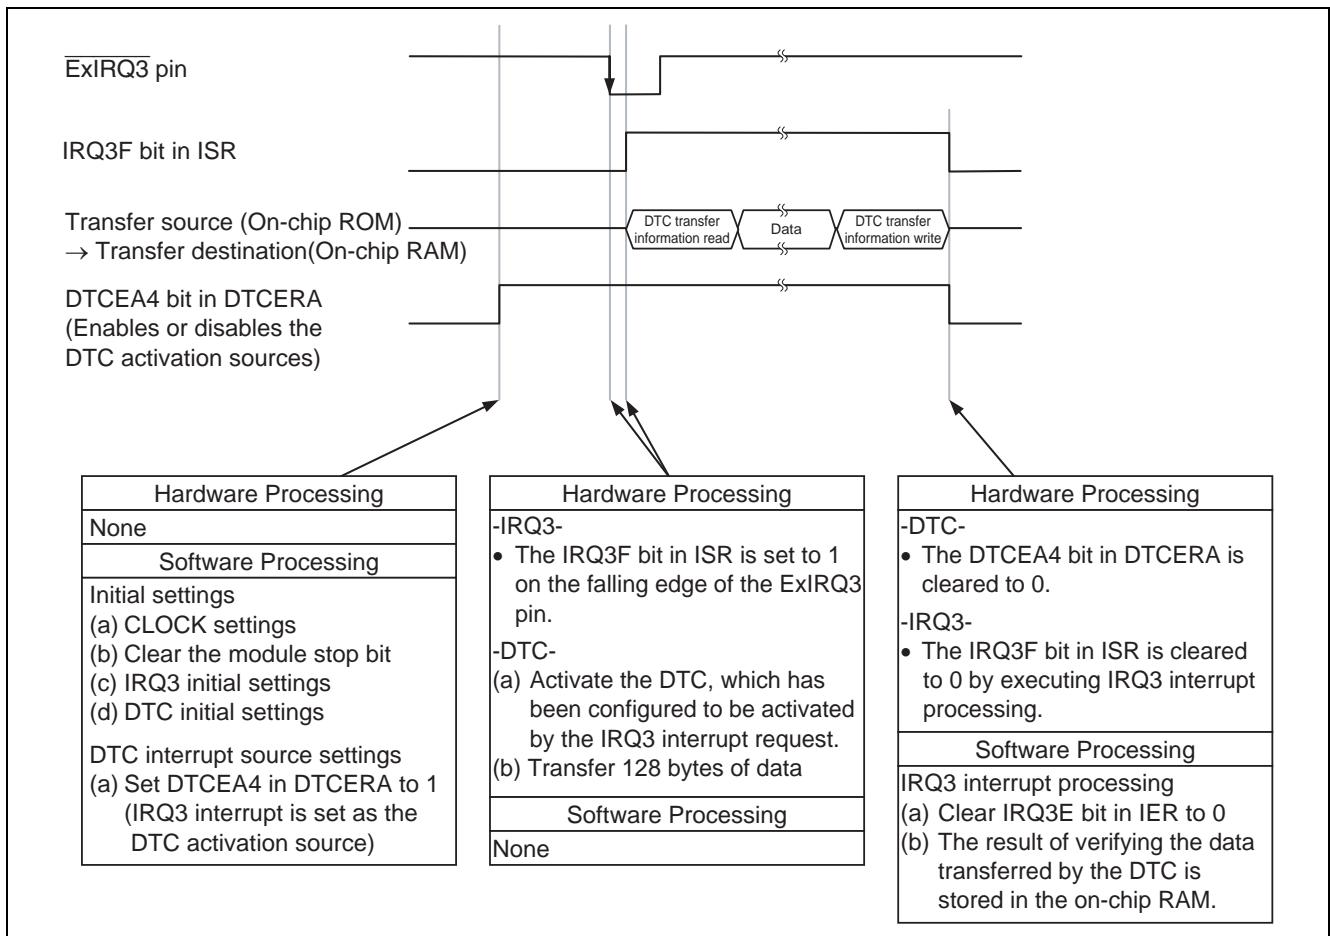 ExIRQ3 pin
IRQ3F bit in ISR
Transfer source (On-chip ROM)
→ Transfer destination(On-chip RAM)
DTC transfer
information read
Data
DTC transfer
information write
DTCEA4 bit in DTCERA
(Enables or disables the
DTC activation sources)
Hardware Processing
None
Software Processing
Initial settings
(a) CLOCK settings
(b) Clear the module stop bit
(c) IRQ3 initial settings
(d) DTC initial settings
DTC interrupt source settings
(a) Set DTCEA4 in DTCERA to 1
(IRQ3 interrupt is set as the
DTC activation source)
Hardware Processing
-IRQ3-
• The IRQ3F bit in ISR is set to 1
on the falling edge of the ExIRQ3
pin.
-DTC-
(a) Activate the DTC, which has
been configured to be activated
by the IRQ3 interrupt request.
(b) Transfer 128 bytes of data
Software Processing
None
Hardware Processing
-DTC-
• The DTCEA4 bit in DTCERA is
cleared to 0.
-IRQ3-
• The IRQ3F bit in ISR is cleared
to 0 by executing IRQ3 interrupt
processing.
Software Processing
IRQ3 interrupt processing
(a) Clear IRQ3E bit in IER to 0
(b) The result of verifying the data
transferred by the DTC is
stored in the on-chip RAM.